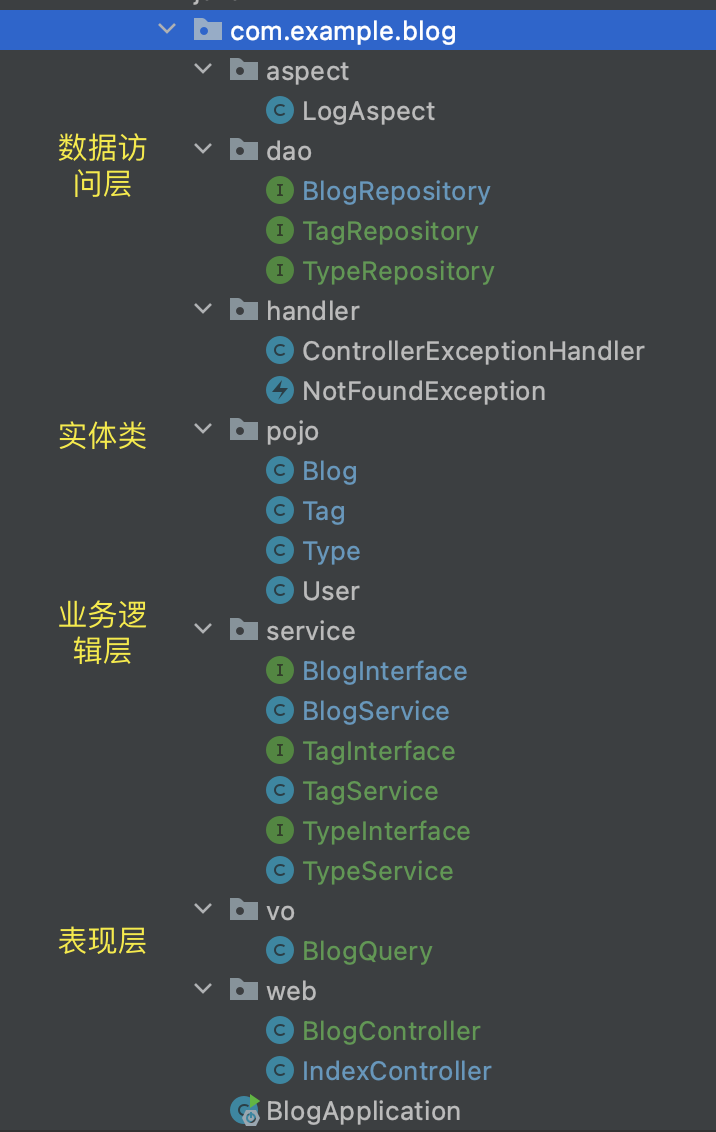 com.example.blog
aspect
LogAspect
数据访
问层
dao
BlogRepository
TagRepository
TypeRepository
handler
ControllerExceptionHandler
NotFoundException
实体类
pojo
Blog
Tag
Type
User
业务逻
辑层
service
BlogInterface
BlogService
TagInterface
TagService
TypeInterface
TypeService
vo
表现层
BlogQuery
web
BlogController
IndexController
BlogApplication